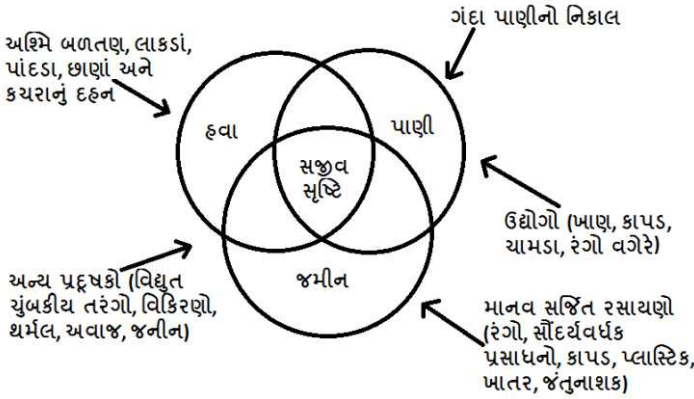 ગંદા પાણીનો નિકાલ
અશ્મિ બળતણ, લાકડાં,
પાંદડા, છાણાં અને
કચરાનું દહન
હવા
પાણી
સજીવ
સૃષ્ટિ
ઉદ્યોગો (ખાણ, કાપડ,
ચામડા, રંગો વગેરે)
જમીન
અન્ય પ્રદૂષકો (વિદ્યુત
ચુંબકીય તરંગો, વિકિરણો,
થર્મલ, અવાજ, જનીન)
માનવ સર્જિત રસાયણો
(રંગો, સૌંદર્યવર્ધક
પ્રસાધનો, કાપડ, પ્લાસ્ટિક,
ખાતર, જંતુનાશક)